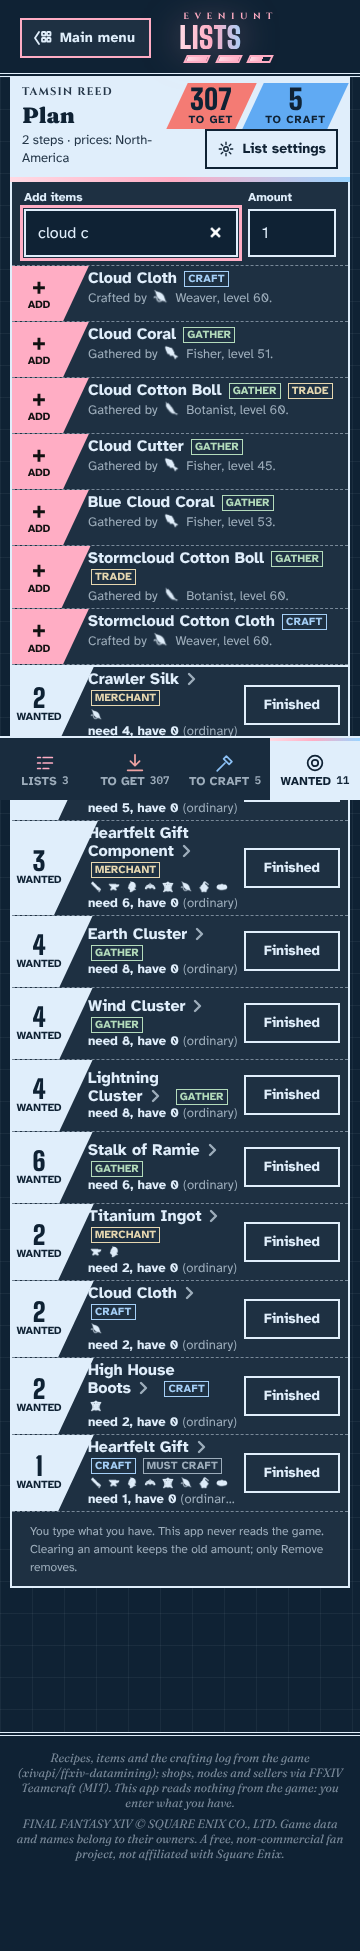 Main menu
EVENIUNT
LISTS
TAMSIN REED
Plan
2 steps · prices: North-
America
307
TO GET
5
TO CRAFT
List settings
Add items
Amount
cloud c
1
ADD
Cloud Cloth CRAFT
Crafted by Weaver, level 60.
ADD
Cloud Coral GATHER
Gathered by Fisher, level 51.
ADD
Cloud Cotton Boll GATHER TRADE
Gathered by Botanist, level 60.
ADD
Cloud Cutter GATHER
Gathered by Fisher, level 45.
ADD
Blue Cloud Coral GATHER
Gathered by Fisher, level 53.
ADD
Stormcloud Cotton Boll GATHER
TRADE
Gathered by Botanist, level 60.
ADD
Stormcloud Cotton Cloth CRAFT
Crafted by Weaver, level 60.
2
WANTED
Crawler Silk
MERCHANT
need 4, have 0 (ordinary)
Finished
LISTS 3
TO GET 307
TO CRAFT 5
WANTED 11
need 5, have 0 (ordinary)
3
WANTED
Heartfelt Gift
Component
MERCHANT
need 6, have 0 (ordinary)
Finished
4
WANTED
Earth Cluster
GATHER
need 8, have 0 (ordinary)
Finished
4
WANTED
Wind Cluster
GATHER
need 8, have 0 (ordinary)
Finished
4
WANTED
Lightning
Cluster GATHER
need 8, have 0 (ordinary)
Finished
6
WANTED
Stalk of Ramie
GATHER
need 6, have 0 (ordinary)
Finished
2
WANTED
Titanium Ingot
MERCHANT
need 2, have 0 (ordinary)
Finished
2
WANTED
Cloud Cloth
CRAFT
need 2, have 0 (ordinary)
Finished
2
WANTED
High House
Boots CRAFT
need 2, have 0 (ordinary)
Finished
1
WANTED
Heartfelt Gift
CRAFT MUST CRAFT
need 1, have 0 (ordinar...
Finished
You type what you have. This app never reads the game.
Clearing an amount keeps the old amount; only Remove
removes.
Recipes, items and the crafting log from the game
(xivapi/ffxiv-datamining); shops, nodes and sellers via FFXIV
Teamcraft (MIT). This app reads nothing from the game: you
enter what you have.
FINAL FANTASY XIV © SQUARE ENIX CO., LTD. Game data
and names belong to their owners. A free, non-commercial fan
project, not affiliated with Square Enix.